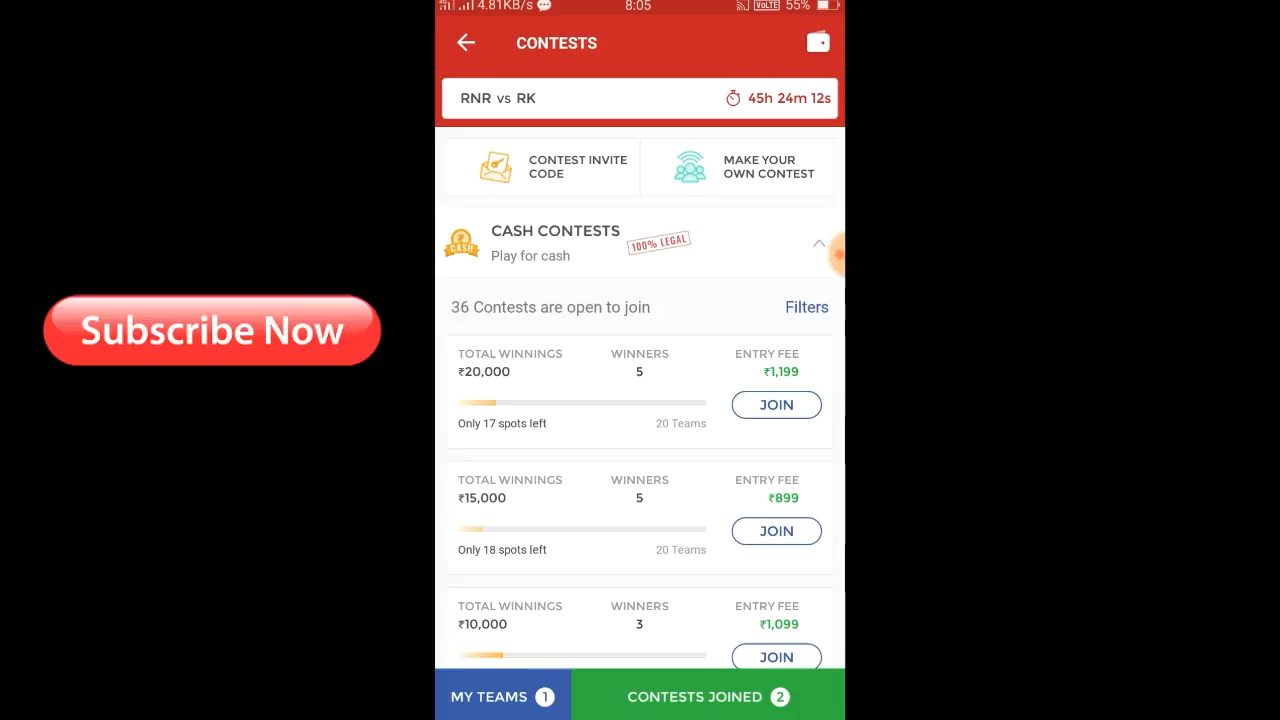 4.81KB/s 8:05 VoLTE 55%
CONTESTS
RNR vs RK 45h 24m 12s
CONTEST INVITE CODE
MAKE YOUR OWN CONTEST
CASH
CASH CONTESTS
100% LEGAL
Play for cash
36 Contests are open to join Filters
Subscribe Now
TOTAL WINNINGS WINNERS ENTRY FEE
₹20,000 5 ₹1,199
JOIN
Only 17 spots left 20 Teams
TOTAL WINNINGS WINNERS ENTRY FEE
₹15,000 5 ₹899
JOIN
Only 18 spots left 20 Teams
TOTAL WINNINGS WINNERS ENTRY FEE
₹10,000 3 ₹1,099
JOIN
MY TEAMS 1 CONTESTS JOINED 2